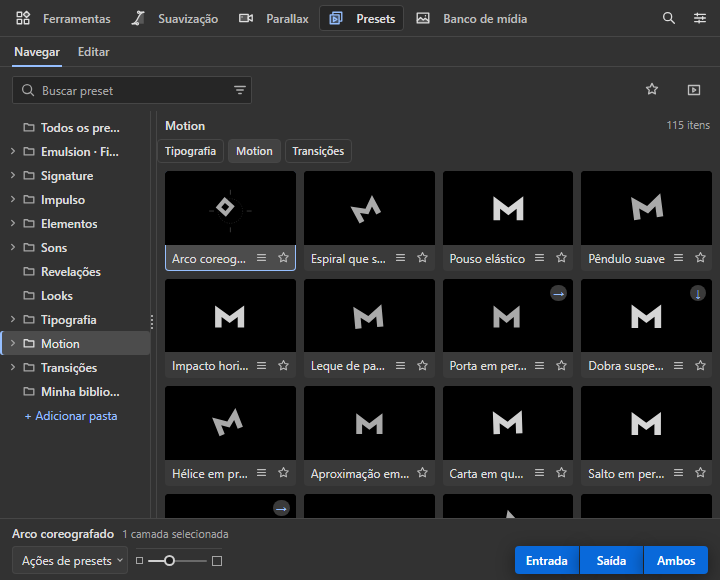 Ferramentas Suavização Parallax Presets Banco de mídia
Navegar Editar
Buscar preset
Todos os pre...
Emulsion · Fi...
Signature
Impulso
Elementos
Sons
Revelações
Looks
Tipografia
Motion
Transições
Minha biblio...
+ Adicionar pasta
Motion 115 itens
Tipografia Motion Transições
Arco coreog... Espiral que s... Pouso elástico Pêndulo suave
Impacto hori... Leque de pa... Porta em per... Dobra suspe...
Hélice em pr... Aproximação em... Carta em qu... Salto em per...
Arco coreografado 1 camada selecionada
Ações de presets Entrada Saída Ambos